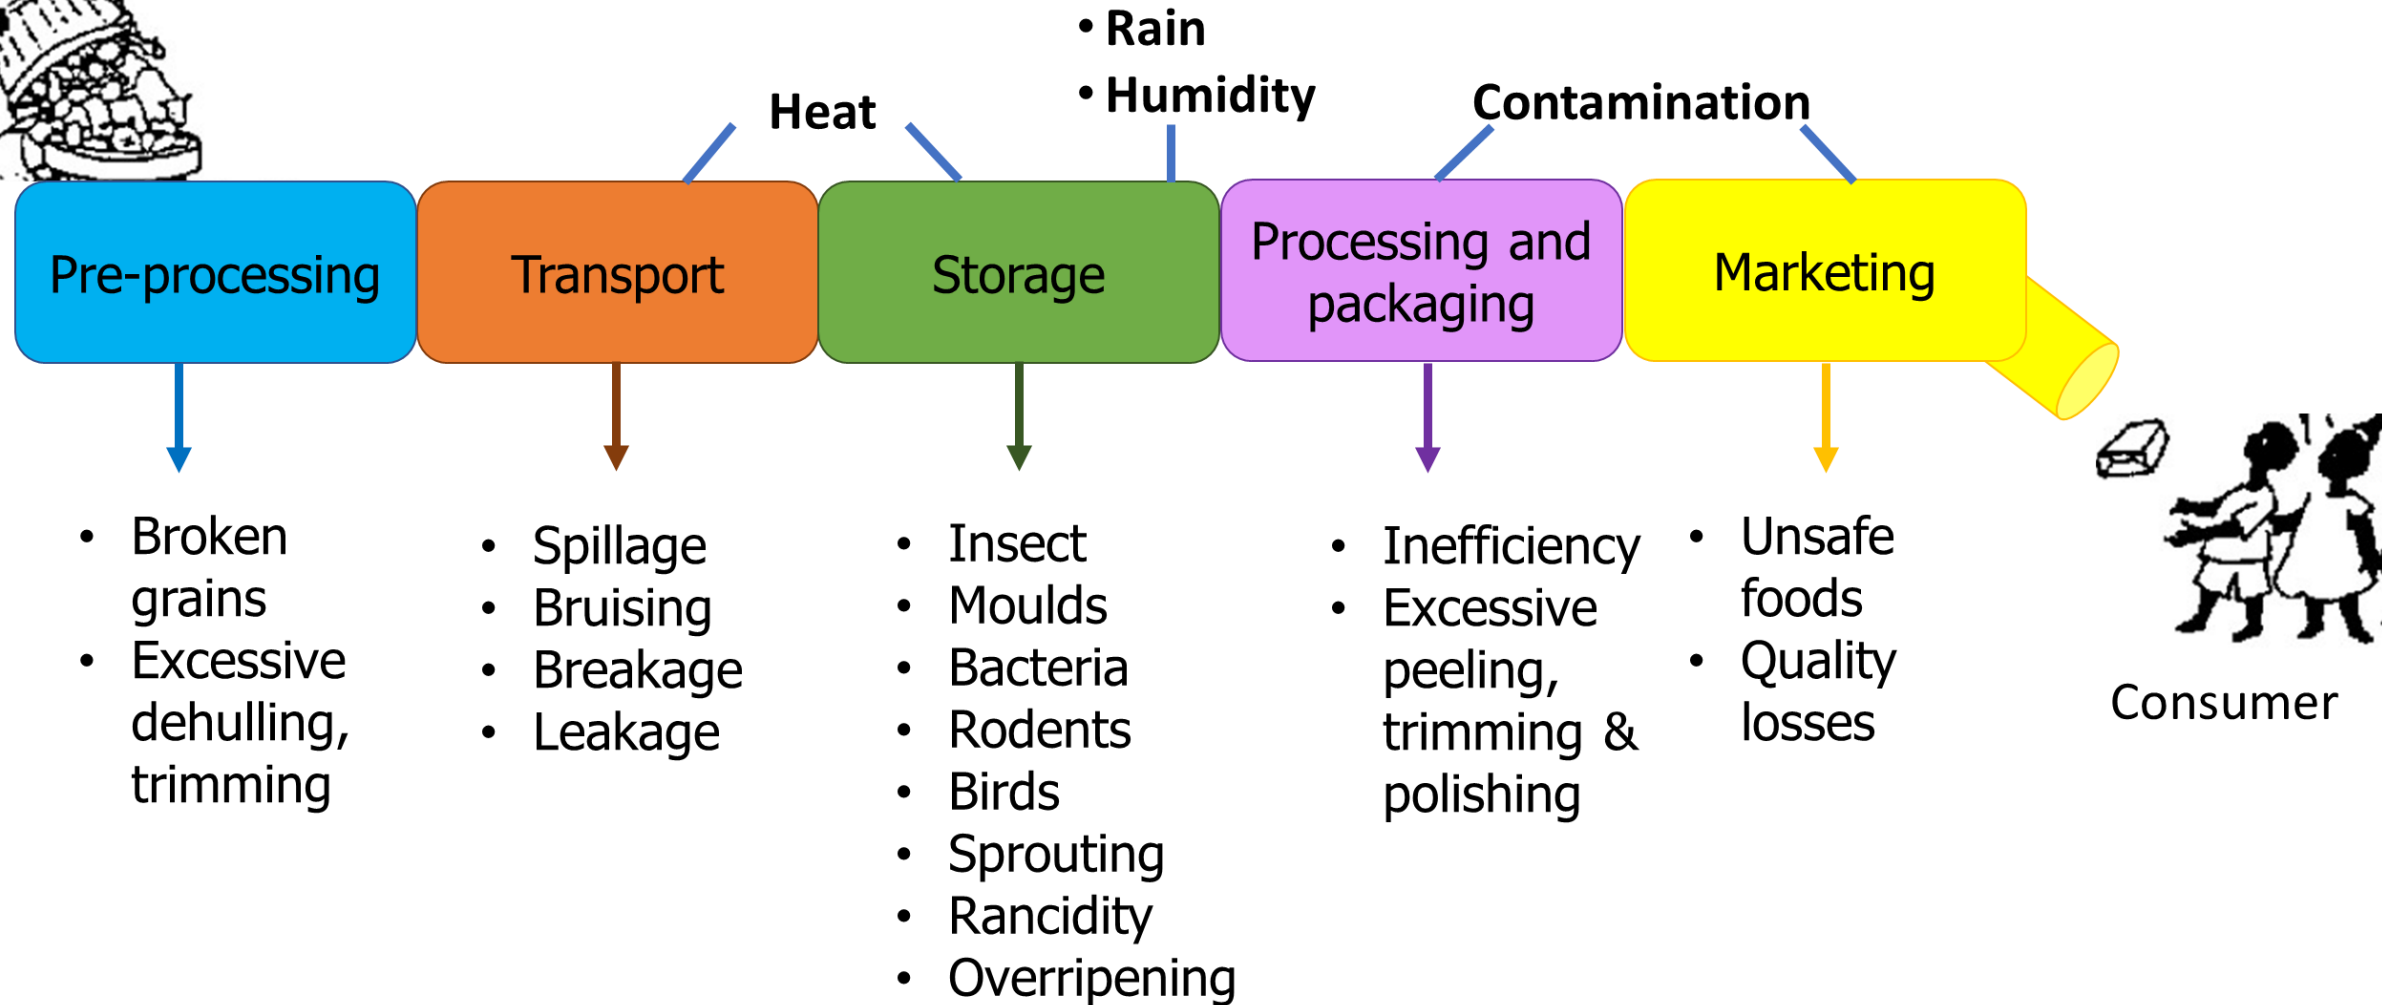 • Rain
• Humidity
Heat
Contamination
Pre-processing
Transport
Storage
Processing and
packaging
Marketing
• Broken
grains
• Excessive
dehulling,
trimming
• Spillage
• Bruising
• Breakage
• Leakage
• Insect
• Moulds
• Bacteria
• Rodents
• Birds
• Sprouting
• Rancidity
• Overripening
• Inefficiency
• Excessive
peeling,
trimming &
polishing
• Unsafe
foods
• Quality
losses
Consumer